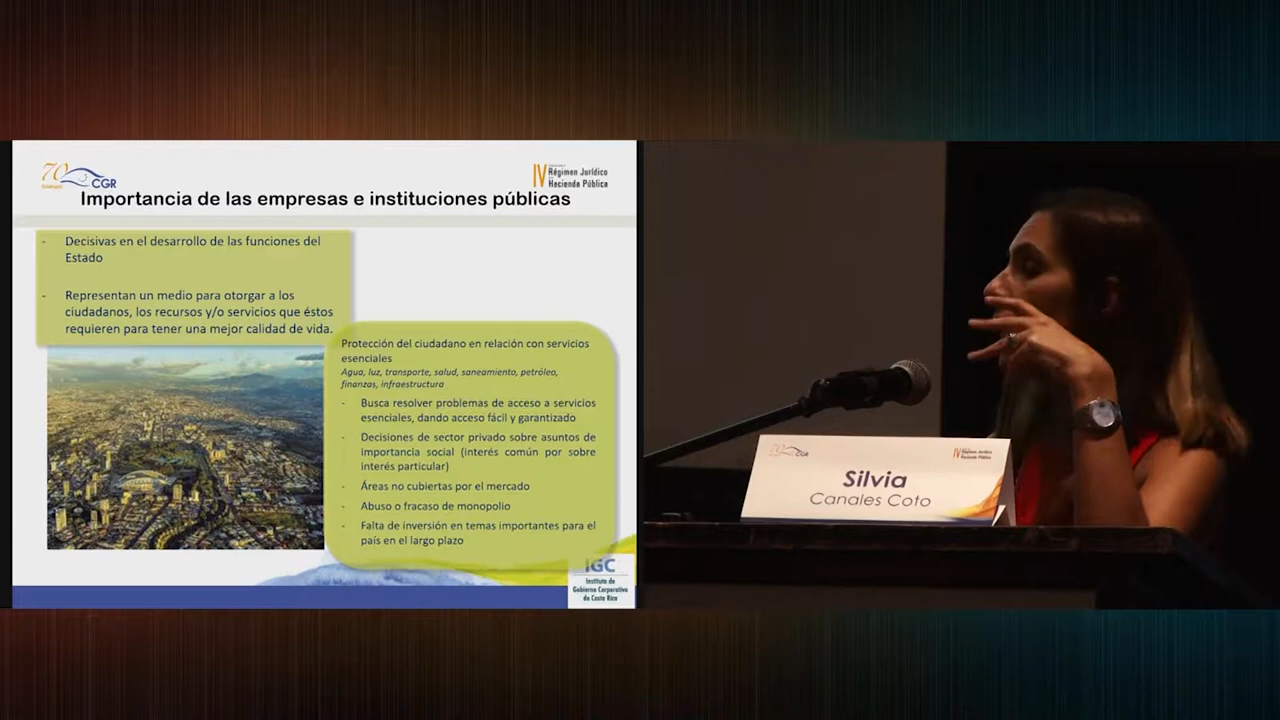 70
CGR
IV Régimen Jurídico
Hacienda Pública
Importancia de las empresas e instituciones públicas
- Decisivas en el desarrollo de las funciones del
Estado
- Representan un medio para otorgar a los
ciudadanos, los recursos y/o servicios que éstos
requieren para tener una mejor calidad de vida.
Protección del ciudadano en relación con servicios
esenciales
Agua, luz, transporte, salud, saneamiento, petróleo,
finanzas, infraestructura
- Busca resolver problemas de acceso a servicios
esenciales, dando acceso fácil y garantizado
- Decisiones de sector privado sobre asuntos de
importancia social (interés común por sobre
interés particular)
- Áreas no cubiertas por el mercado
- Abuso o fracaso de monopolio
- Falta de inversión en temas importantes para el
país en el largo plazo
IGC
Instituto de
Gobierno Corporativo
de Costa Rica
70 CGR
IV Régimen Jurídico
Hacienda Pública
Silvia
Canales Coto